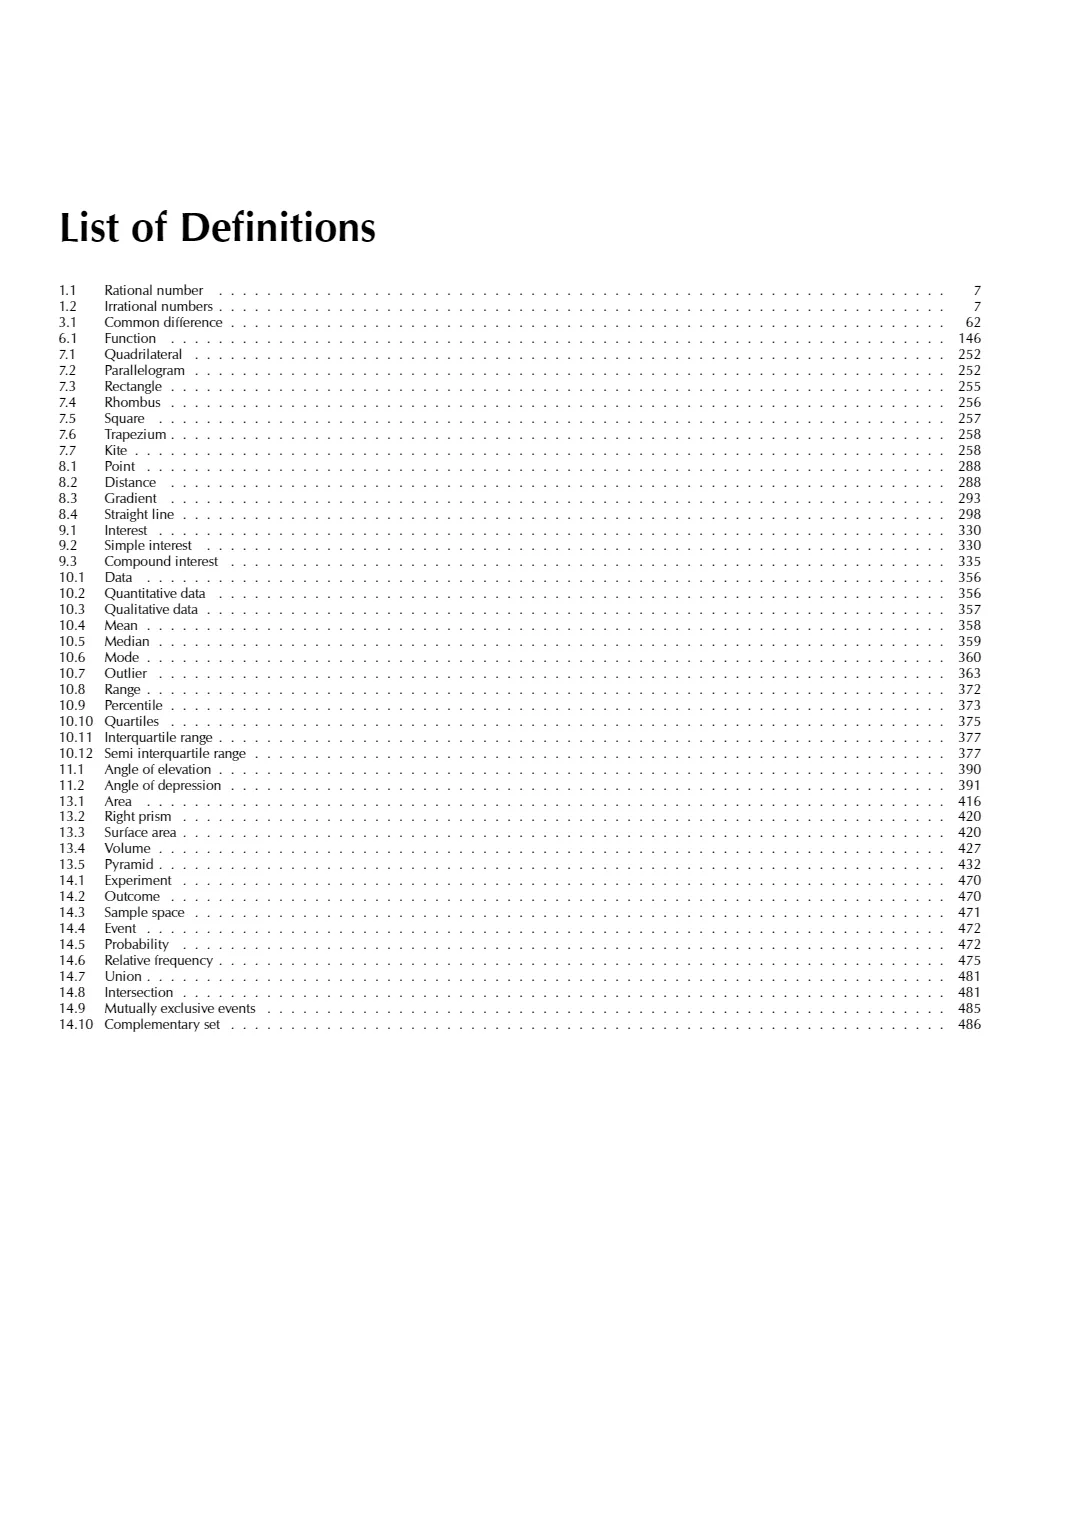 List of Definitions
1.1 Rational number . . . . . . . . . . . . . . . . . . . . . . . . . . . . . . . . . . . . . . . . . . . . . . . . . . . . . . . . . . . . . 7
1.2 Irrational numbers . . . . . . . . . . . . . . . . . . . . . . . . . . . . . . . . . . . . . . . . . . . . . . . . . . . . . . . . . . . . . 7
3.1 Common difference . . . . . . . . . . . . . . . . . . . . . . . . . . . . . . . . . . . . . . . . . . . . . . . . . . . . . . . . . . . . 62
6.1 Function . . . . . . . . . . . . . . . . . . . . . . . . . . . . . . . . . . . . . . . . . . . . . . . . . . . . . . . . . . . . . . . . . 146
7.1 Quadrilateral . . . . . . . . . . . . . . . . . . . . . . . . . . . . . . . . . . . . . . . . . . . . . . . . . . . . . . . . . . . . . . . 252
7.2 Parallelogram . . . . . . . . . . . . . . . . . . . . . . . . . . . . . . . . . . . . . . . . . . . . . . . . . . . . . . . . . . . . . . . 252
7.3 Rectangle . . . . . . . . . . . . . . . . . . . . . . . . . . . . . . . . . . . . . . . . . . . . . . . . . . . . . . . . . . . . . . . . . 255
7.4 Rhombus . . . . . . . . . . . . . . . . . . . . . . . . . . . . . . . . . . . . . . . . . . . . . . . . . . . . . . . . . . . . . . . . . 256
7.5 Square . . . . . . . . . . . . . . . . . . . . . . . . . . . . . . . . . . . . . . . . . . . . . . . . . . . . . . . . . . . . . . . . . . 257
7.6 Trapezium . . . . . . . . . . . . . . . . . . . . . . . . . . . . . . . . . . . . . . . . . . . . . . . . . . . . . . . . . . . . . . . . . 258
7.7 Kite . . . . . . . . . . . . . . . . . . . . . . . . . . . . . . . . . . . . . . . . . . . . . . . . . . . . . . . . . . . . . . . . . . . . 258
8.1 Point . . . . . . . . . . . . . . . . . . . . . . . . . . . . . . . . . . . . . . . . . . . . . . . . . . . . . . . . . . . . . . . . . . . 288
8.2 Distance . . . . . . . . . . . . . . . . . . . . . . . . . . . . . . . . . . . . . . . . . . . . . . . . . . . . . . . . . . . . . . . . . 288
8.3 Gradient . . . . . . . . . . . . . . . . . . . . . . . . . . . . . . . . . . . . . . . . . . . . . . . . . . . . . . . . . . . . . . . . . 293
8.4 Straight line . . . . . . . . . . . . . . . . . . . . . . . . . . . . . . . . . . . . . . . . . . . . . . . . . . . . . . . . . . . . . . . . 298
9.1 Interest . . . . . . . . . . . . . . . . . . . . . . . . . . . . . . . . . . . . . . . . . . . . . . . . . . . . . . . . . . . . . . . . . . 330
9.2 Simple interest . . . . . . . . . . . . . . . . . . . . . . . . . . . . . . . . . . . . . . . . . . . . . . . . . . . . . . . . . . . . . . 330
9.3 Compound interest . . . . . . . . . . . . . . . . . . . . . . . . . . . . . . . . . . . . . . . . . . . . . . . . . . . . . . . . . . . . 335
10.1 Data . . . . . . . . . . . . . . . . . . . . . . . . . . . . . . . . . . . . . . . . . . . . . . . . . . . . . . . . . . . . . . . . . . . 356
10.2 Quantitative data . . . . . . . . . . . . . . . . . . . . . . . . . . . . . . . . . . . . . . . . . . . . . . . . . . . . . . . . . . . . . 356
10.3 Qualitative data . . . . . . . . . . . . . . . . . . . . . . . . . . . . . . . . . . . . . . . . . . . . . . . . . . . . . . . . . . . . . . 357
10.4 Mean . . . . . . . . . . . . . . . . . . . . . . . . . . . . . . . . . . . . . . . . . . . . . . . . . . . . . . . . . . . . . . . . . . . 358
10.5 Median . . . . . . . . . . . . . . . . . . . . . . . . . . . . . . . . . . . . . . . . . . . . . . . . . . . . . . . . . . . . . . . . . . 359
10.6 Mode . . . . . . . . . . . . . . . . . . . . . . . . . . . . . . . . . . . . . . . . . . . . . . . . . . . . . . . . . . . . . . . . . . . 360
10.7 Outlier . . . . . . . . . . . . . . . . . . . . . . . . . . . . . . . . . . . . . . . . . . . . . . . . . . . . . . . . . . . . . . . . . . 363
10.8 Range . . . . . . . . . . . . . . . . . . . . . . . . . . . . . . . . . . . . . . . . . . . . . . . . . . . . . . . . . . . . . . . . . . . 372
10.9 Percentile . . . . . . . . . . . . . . . . . . . . . . . . . . . . . . . . . . . . . . . . . . . . . . . . . . . . . . . . . . . . . . . . . 373
10.10 Quartiles . . . . . . . . . . . . . . . . . . . . . . . . . . . . . . . . . . . . . . . . . . . . . . . . . . . . . . . . . . . . . . . . . 375
10.11 Interquartile range . . . . . . . . . . . . . . . . . . . . . . . . . . . . . . . . . . . . . . . . . . . . . . . . . . . . . . . . . . . . . 377
10.12 Semi interquartile range . . . . . . . . . . . . . . . . . . . . . . . . . . . . . . . . . . . . . . . . . . . . . . . . . . . . . . . . . . 377
11.1 Angle of elevation . . . . . . . . . . . . . . . . . . . . . . . . . . . . . . . . . . . . . . . . . . . . . . . . . . . . . . . . . . . . . 390
11.2 Angle of depression . . . . . . . . . . . . . . . . . . . . . . . . . . . . . . . . . . . . . . . . . . . . . . . . . . . . . . . . . . . . 391
13.1 Area . . . . . . . . . . . . . . . . . . . . . . . . . . . . . . . . . . . . . . . . . . . . . . . . . . . . . . . . . . . . . . . . . . . 416
13.2 Right prism . . . . . . . . . . . . . . . . . . . . . . . . . . . . . . . . . . . . . . . . . . . . . . . . . . . . . . . . . . . . . . . . 420
13.3 Surface area . . . . . . . . . . . . . . . . . . . . . . . . . . . . . . . . . . . . . . . . . . . . . . . . . . . . . . . . . . . . . . . . 420
13.4 Volume . . . . . . . . . . . . . . . . . . . . . . . . . . . . . . . . . . . . . . . . . . . . . . . . . . . . . . . . . . . . . . . . . . 427
13.5 Pyramid . . . . . . . . . . . . . . . . . . . . . . . . . . . . . . . . . . . . . . . . . . . . . . . . . . . . . . . . . . . . . . . . . . 432
14.1 Experiment . . . . . . . . . . . . . . . . . . . . . . . . . . . . . . . . . . . . . . . . . . . . . . . . . . . . . . . . . . . . . . . . 470
14.2 Outcome . . . . . . . . . . . . . . . . . . . . . . . . . . . . . . . . . . . . . . . . . . . . . . . . . . . . . . . . . . . . . . . . . 470
14.3 Sample space . . . . . . . . . . . . . . . . . . . . . . . . . . . . . . . . . . . . . . . . . . . . . . . . . . . . . . . . . . . . . . . 471
14.4 Event . . . . . . . . . . . . . . . . . . . . . . . . . . . . . . . . . . . . . . . . . . . . . . . . . . . . . . . . . . . . . . . . . . . 472
14.5 Probability . . . . . . . . . . . . . . . . . . . . . . . . . . . . . . . . . . . . . . . . . . . . . . . . . . . . . . . . . . . . . . . . 472
14.6 Relative frequency . . . . . . . . . . . . . . . . . . . . . . . . . . . . . . . . . . . . . . . . . . . . . . . . . . . . . . . . . . . . . 475
14.7 Union . . . . . . . . . . . . . . . . . . . . . . . . . . . . . . . . . . . . . . . . . . . . . . . . . . . . . . . . . . . . . . . . . . . 481
14.8 Intersection . . . . . . . . . . . . . . . . . . . . . . . . . . . . . . . . . . . . . . . . . . . . . . . . . . . . . . . . . . . . . . . . 481
14.9 Mutually exclusive events . . . . . . . . . . . . . . . . . . . . . . . . . . . . . . . . . . . . . . . . . . . . . . . . . . . . . . . . . 485
14.10 Complementary set . . . . . . . . . . . . . . . . . . . . . . . . . . . . . . . . . . . . . . . . . . . . . . . . . . . . . . . . . . . . 486